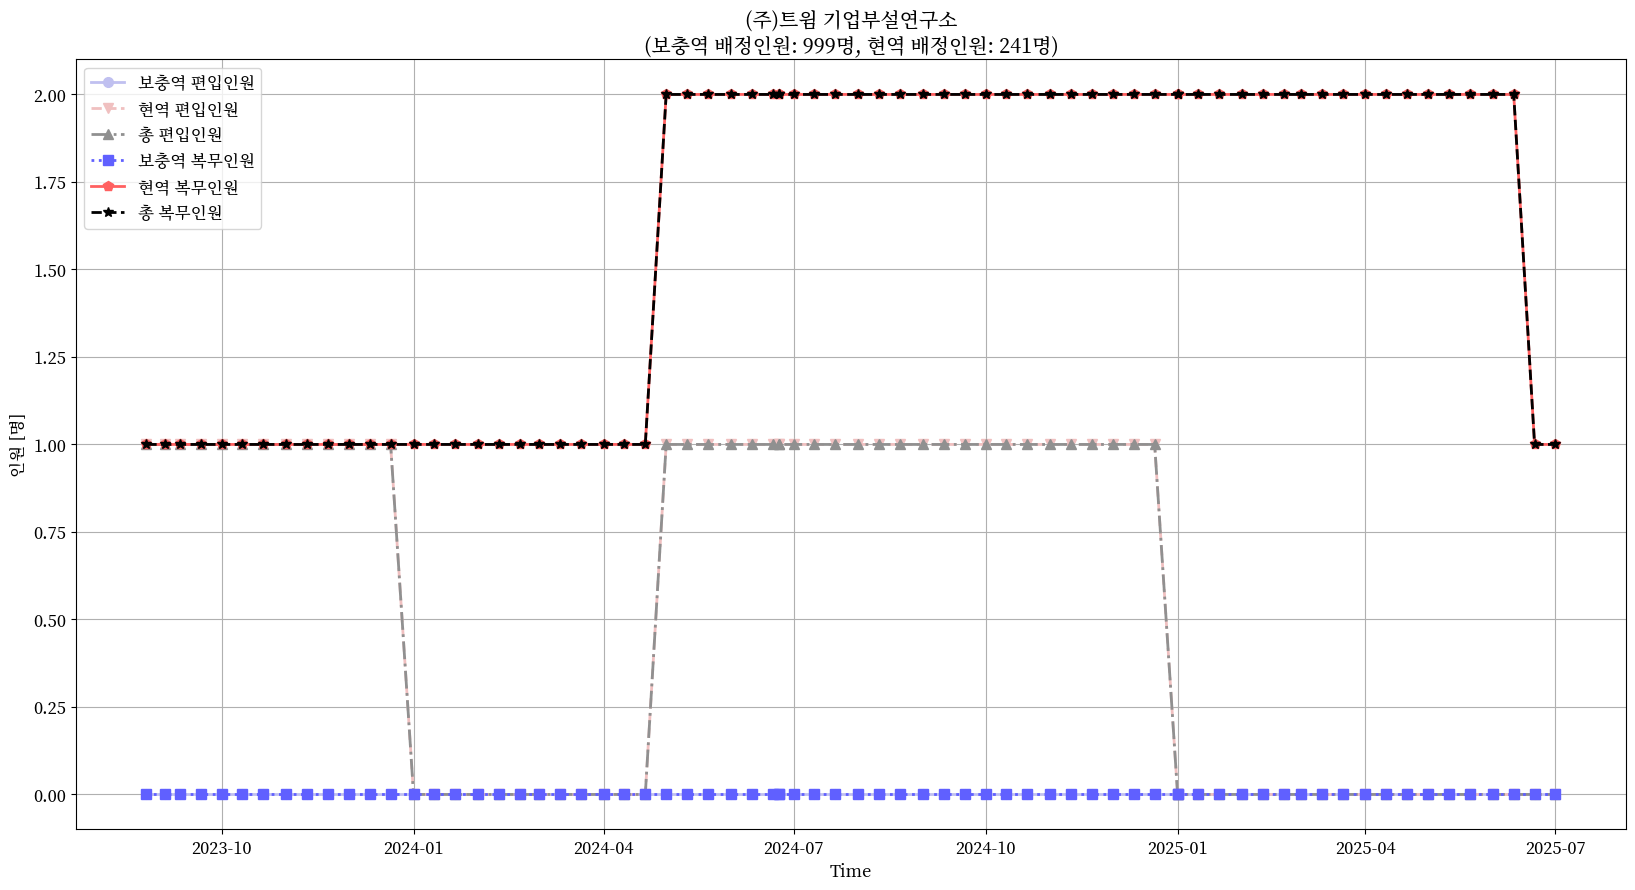 (주)트윔 기업부설연구소
(보충역 배정인원: 999명, 현역 배정인원: 241명)
보충역 편입인원
현역 편입인원
총 편입인원
보충역 복무인원
현역 복무인원
총 복무인원
2.00
1.75
1.50
1.25
1.00
0.75
0.50
0.25
0.00
인원 [명]
2023-10
2024-01
2024-04
2024-07
2024-10
2025-01
2025-04
2025-07
Time